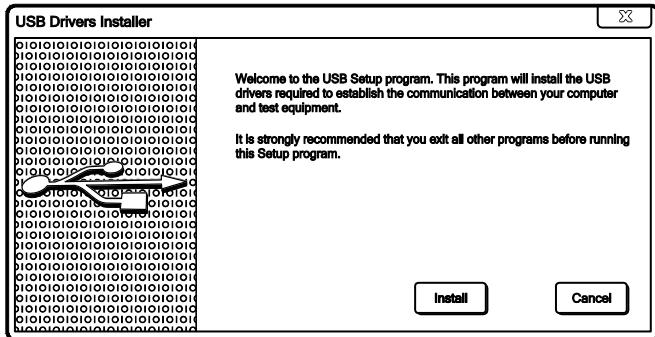 USB Drivers Installer
Welcome to the USB Setup program. This program will install the USB
drivers required to establish the communication between your computer
and test equipment.
It is strongly recommended that you exit all other programs before running
this Setup program.
Install
Cancel